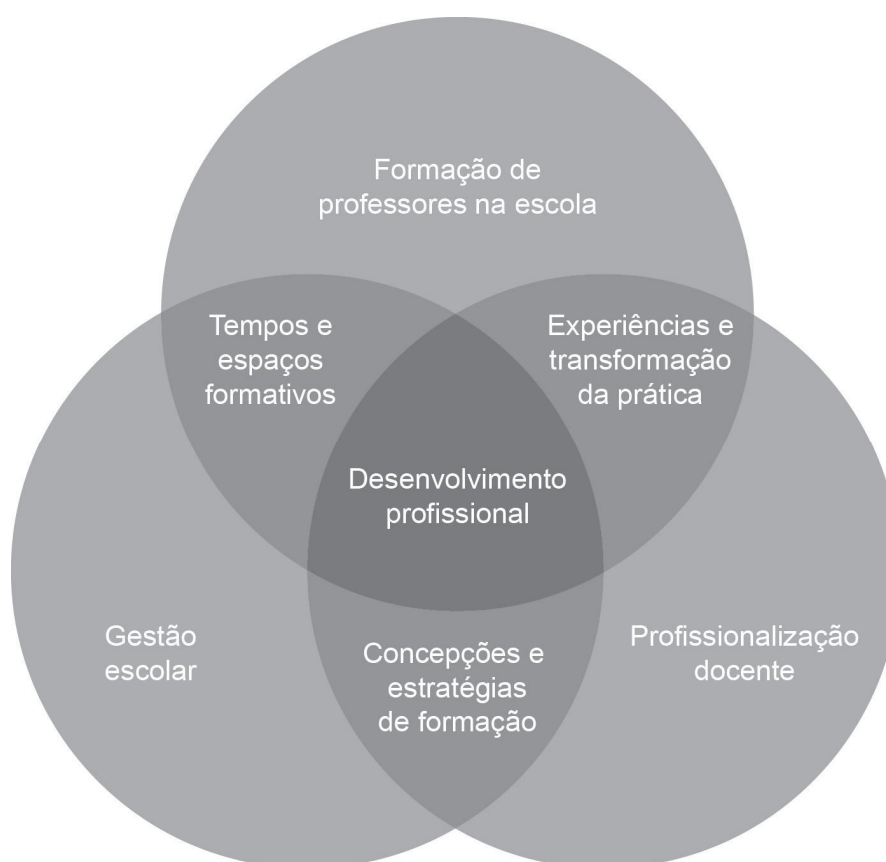 Formação de
professores na escola
Tempos e
espaços
formativos
Experiências e
transformação
da prática
Desenvolvimento
profissional
Gestão
escolar
Concepções e
estratégias
de formação
Profissionalização
docente